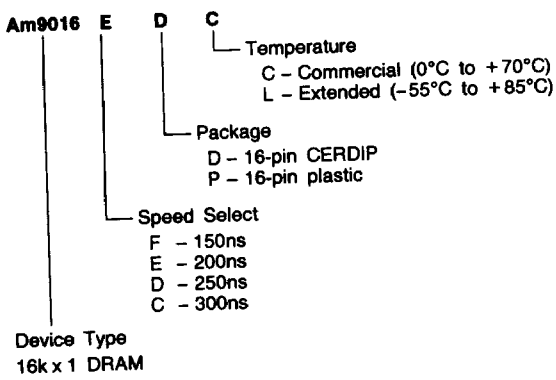 Am9016 E D C
Temperature
C – Commercial (0°C to +70°C)
L – Extended (–55°C to +85°C)
Package
D – 16-pin CERDIP
P – 16-pin plastic
Speed Select
F – 150ns
E – 200ns
D – 250ns
C – 300ns
Device Type
16k x 1 DRAM